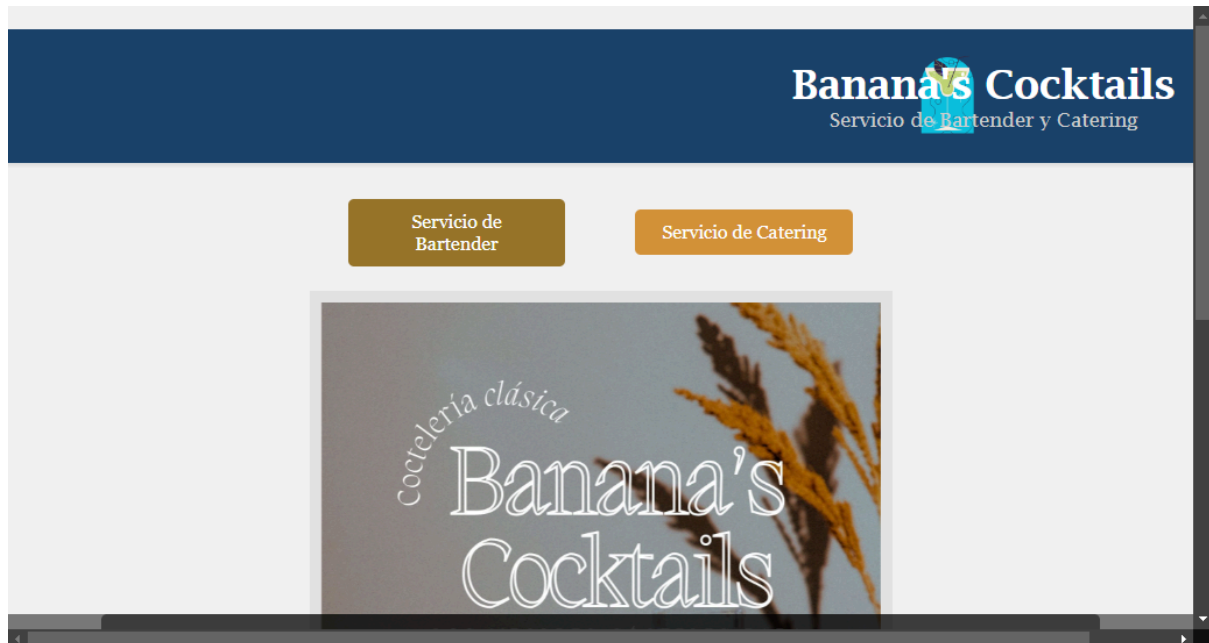 Banana's Cocktails
Servicio de Bartender y Catering
Servicio de
Bartender
Servicio de Catering
Coctelería clásica
Banana's
Cocktails